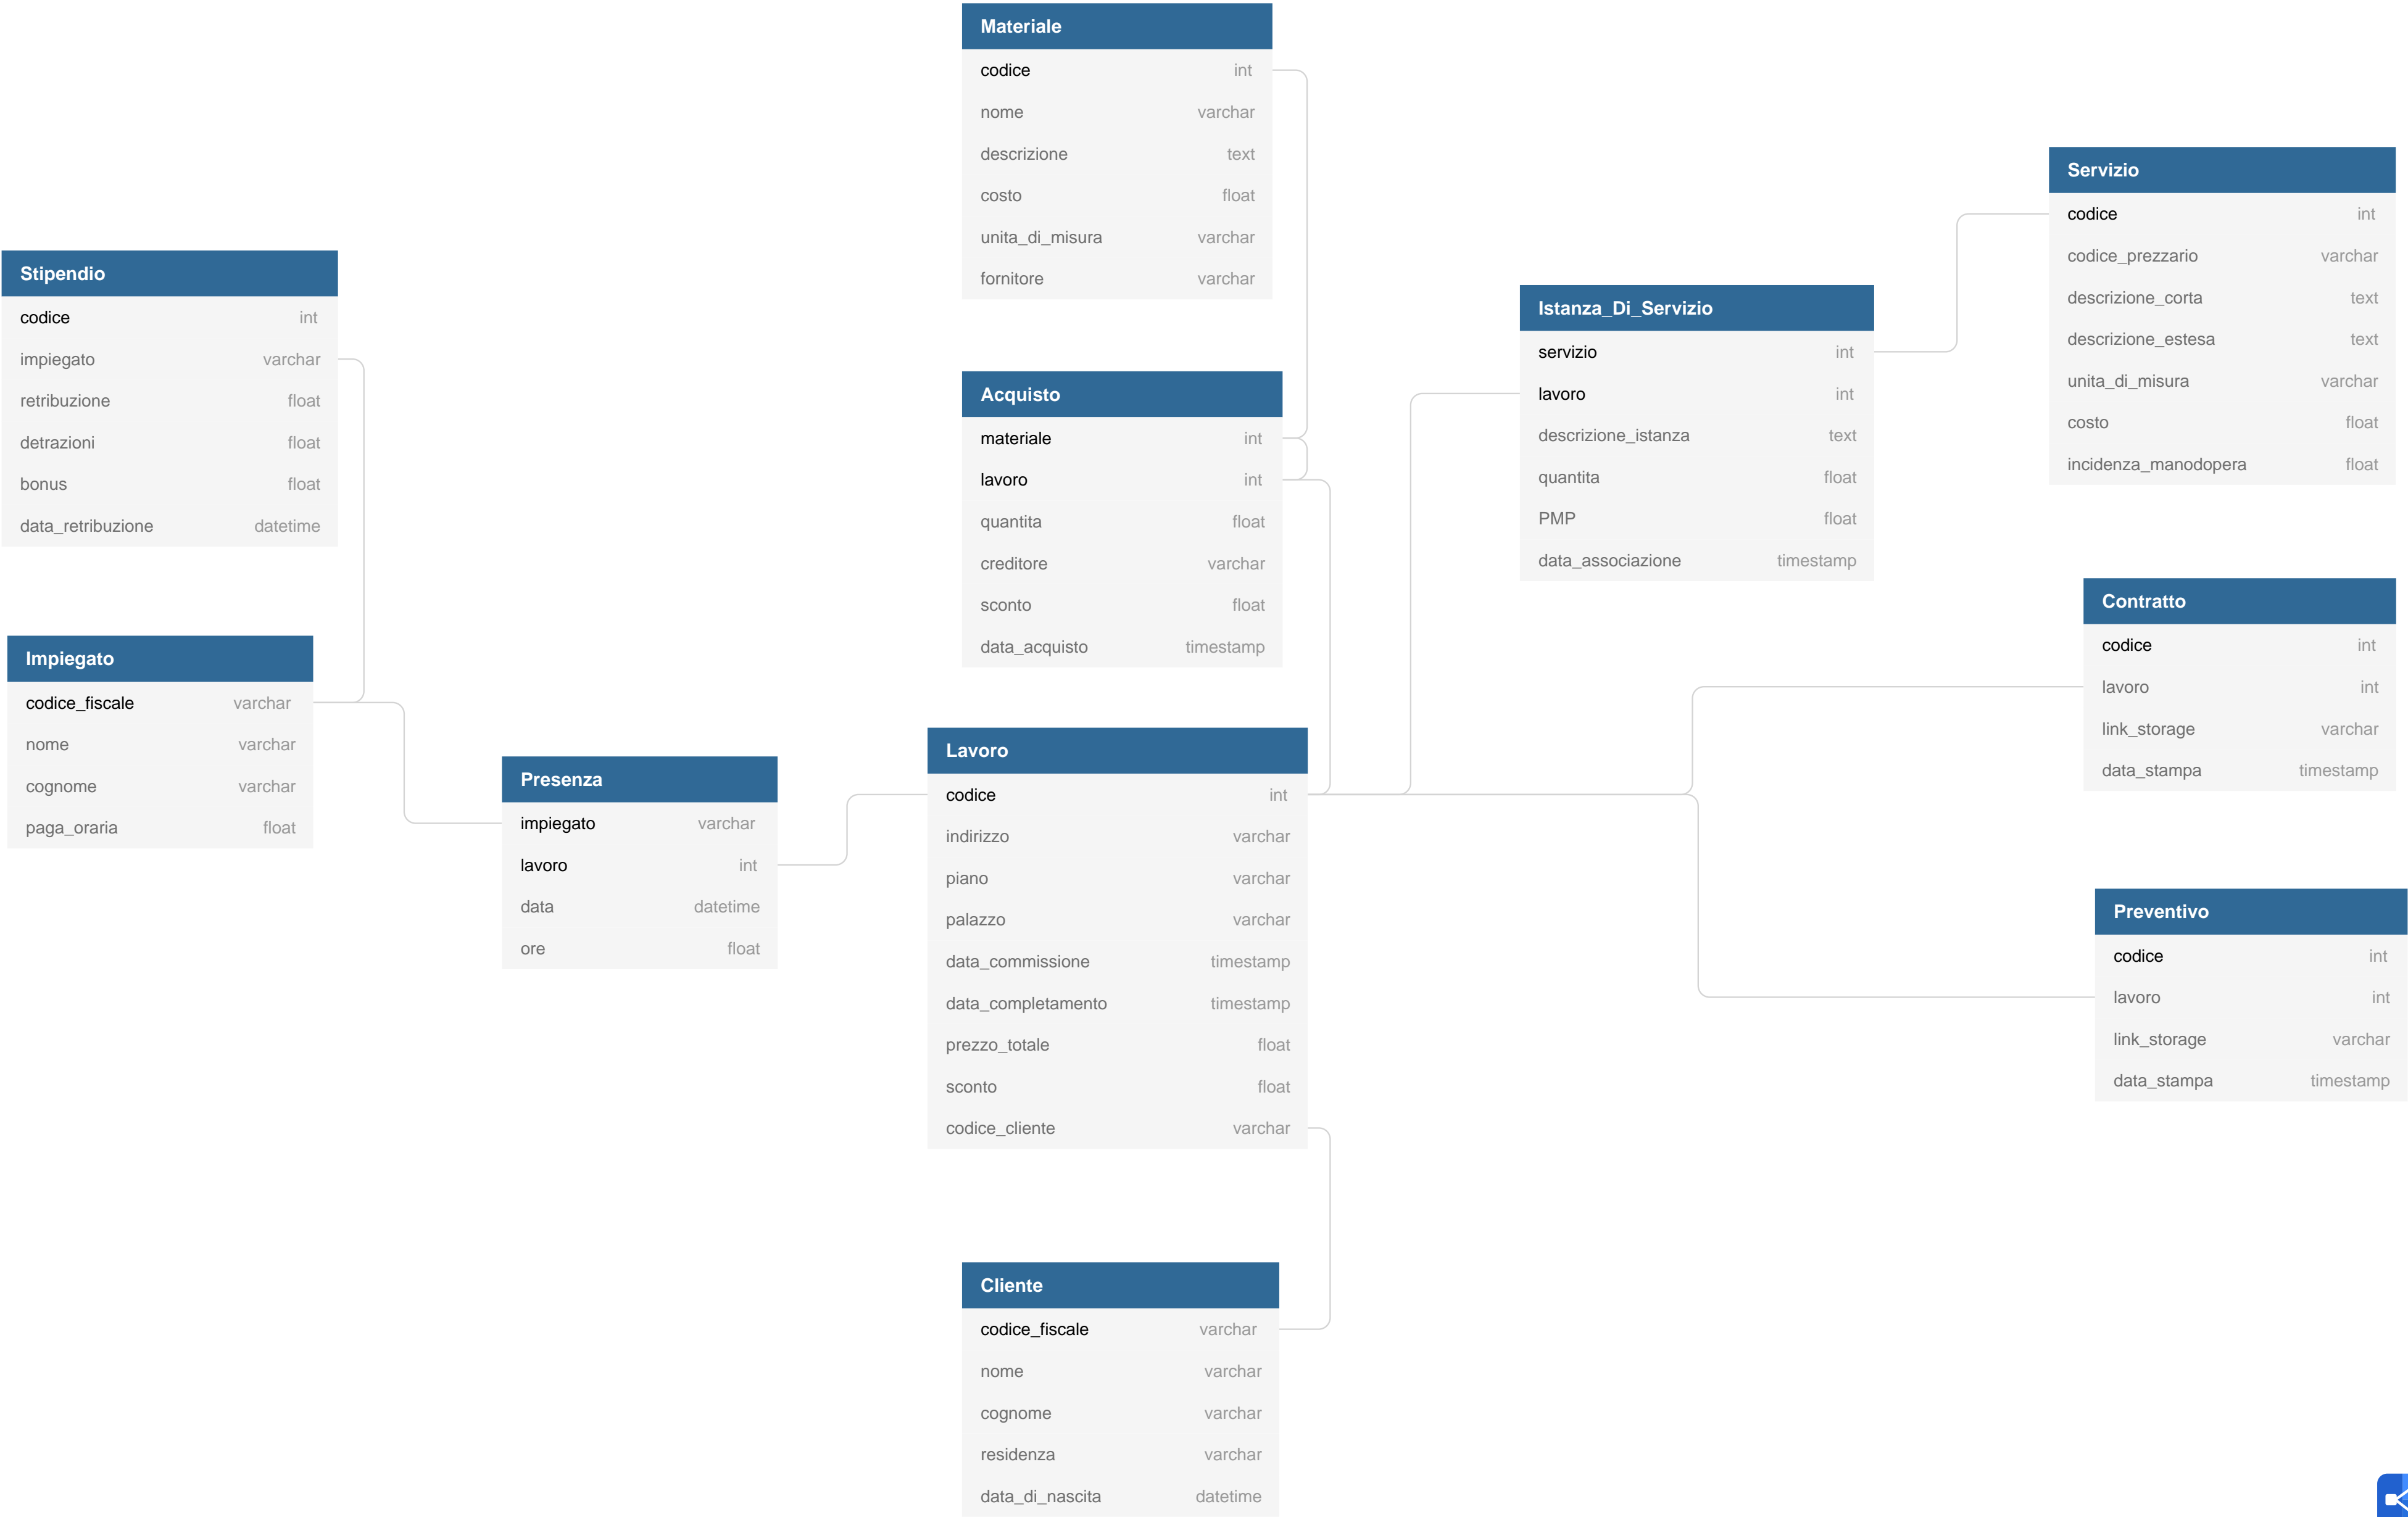 Materiale
codice int
nome varchar
descrizione text
costo float
unita_di_misura varchar
fornitore varchar
Servizio
codice int
codice_prezzario varchar
descrizione_corta text
descrizione_estesa text
unita_di_misura varchar
costo float
incidenza_manodopera float
Stipendio
codice int
impiegato varchar
retribuzione float
detrazioni float
bonus float
data_retribuzione datetime
Istanza_Di_Servizio
servizio int
lavoro int
descrizione_istanza text
quantita float
PMP float
data_associazione timestamp
Acquisto
materiale int
lavoro int
quantita float
creditore varchar
sconto float
data_acquisto timestamp
Contratto
codice int
lavoro int
link_storage varchar
data_stampa timestamp
Impiegato
codice_fiscale varchar
nome varchar
cognome varchar
paga_oraria float
Presenza
impiegato varchar
lavoro int
data datetime
ore float
Lavoro
codice int
indirizzo varchar
piano varchar
palazzo varchar
data_commissione timestamp
data_completamento timestamp
prezzo_totale float
sconto float
codice_cliente varchar
Preventivo
codice int
lavoro int
link_storage varchar
data_stampa timestamp
Cliente
codice_fiscale varchar
nome varchar
cognome varchar
residenza varchar
data_di_nascita datetime